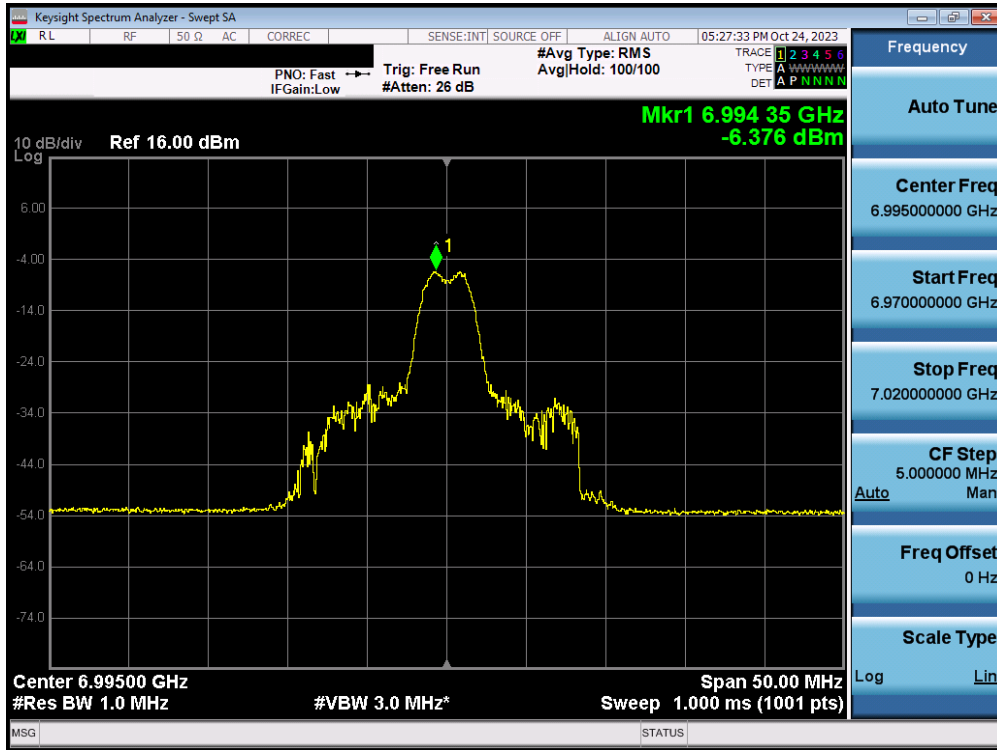 Keysight Spectrum Analyzer - Swept SA
LXI RL RF 50 Ω AC CORREC SENSE:INT SOURCE OFF ALIGN AUTO 05:27:33 PM Oct 24, 2023
PNO: Fast
IFGain:Low
Trig: Free Run
#Atten: 26 dB
#Avg Type: RMS
Avg|Hold: 100/100
TRACE 1 2 3 4 5 6
TYPE A WWWWW
DET A P N N N N
Mkr1 6.994 35 GHz
-6.376 dBm
10 dB/div Ref 16.00 dBm
Log
1
6.00
-4.00
-14.0
-24.0
-34.0
-44.0
-54.0
-64.0
-74.0
Center 6.99500 GHz
#Res BW 1.0 MHz
#VBW 3.0 MHz*
Span 50.00 MHz
Sweep 1.000 ms (1001 pts)
MSG STATUS
Frequency
Auto Tune
Center Freq
6.995000000 GHz
Start Freq
6.970000000 GHz
Stop Freq
7.020000000 GHz
CF Step
5.000000 MHz
Auto Man
Freq Offset
0 Hz
Scale Type
Log Lin